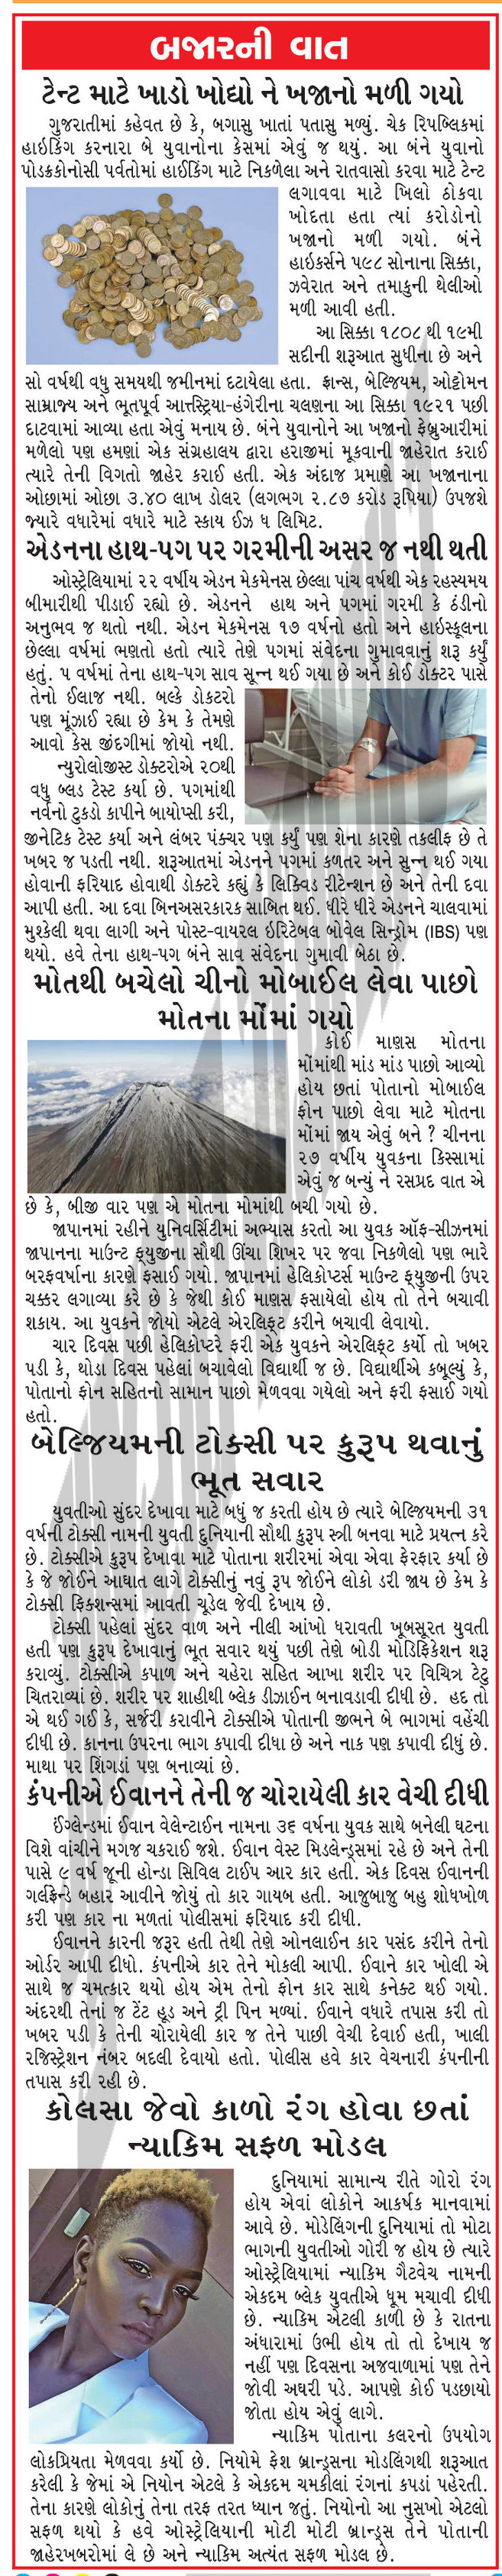 બજારની વાત
ટેન્ટ માટે ખાડો ખોદ્યો ને ખજાનો મળી ગયો
ગુજરાતીમાં કહેવત છે કે, બગાસુ ખાતાં પતાસુ મળ્યું. ચેક રિપબ્લિકમાં
હાઇકિંગ કરનારા બે યુવાનોના કેસમાં એવું જ થયું. આ બંને યુવાનો
પોડક્રકોનોસી પર્વતોમાં હાઈકિંગ માટે નિકળેલા અને રાતવાસો કરવા માટે ટેન્ટ
લગાવવા માટે ખિલો ઠોકવા
ખોદતા હતા ત્યાં કરોડોનો
ખજાનો મળી ગયો. બંને
હાઇકર્સને ૫૯૮ સોનાના સિક્કા,
ઝવેરાત અને તમાકુની થેલીઓ
મળી આવી હતી.
આ સિક્કા ૧૮૦૮ થી ૧૯મી
સદીની શરૂઆત સુધીના છે અને
સો વર્ષથી વધુ સમયથી જમીનમાં દટાયેલા હતા. ફ્રાન્સ, બેલ્જિયમ, ઓટ્ટોમન
સામ્રાજ્ય અને ભૂતપૂર્વ આત્તસ્ટ્રિયા-હંગેરીના ચલણના આ સિક્કા ૧૯૨૧ પછી
દાટવામાં આવ્યા હતા એવું મનાય છે. બંને યુવાનોને આ ખજાનો ફેબ્રુઆરીમાં
મળેલો પણ હમણાં એક સંગ્રહાલય દ્વારા હરાજીમાં મૂકવાની જાહેરાત કરાઈ
ત્યારે તેની વિગતો જાહેર કરાઈ હતી. એક અંદાજ પ્રમાણે આ ખજાનાના
ઓછામાં ઓછા ૩.૪૦ લાખ ડોલર (લગભગ ૨.૮૭ કરોડ રૂપિયા) ઉપજશે
જ્યારે વધારેમાં વધારે માટે સ્કાય ઈઝ ધ લિમિટ.
એડનના હાથ-પગ પર ગરમીની અસર જ નથી થતી
ઓસ્ટ્રેલિયામાં ૨૨ વર્ષીય એડન મેકમેનસ છેલ્લા પાંચ વર્ષથી એક રહસ્યમય
બીમારીથી પીડાઈ રહ્યો છે. એડનને હાથ અને પગમાં ગરમી કે ઠંડીનો
અનુભવ જ થતો નથી. એડન મેકમેનસ ૧૭ વર્ષનો હતો અને હાઇસ્કૂલના
છેલ્લા વર્ષમાં ભણતો હતો ત્યારે તેણે પગમાં સંવેદના ગુમાવવાનું શરૂ કર્યું
હતું. ૫ વર્ષમાં તેના હાથ-પગ સાવ સૂન્ન થઈ ગયા છે અને કોઈ ડોક્ટર પાસે
તેનો ઈલાજ નથી. બલ્કે ડોકટરો
પણ મૂંઝાઈ રહ્યા છે કેમ કે તેમણે
આવો કેસ જીંદગીમાં જોયો નથી.
ન્યુરોલોજીસ્ટ ડોક્ટરોએ ૨૦થી
વધુ બ્લડ ટેસ્ટ કર્યા છે. પગમાંથી
નર્વનો ટુકડો કાપીને બાયોપ્સી કરી,
જીનેટિક ટેસ્ટ કર્યા અને લંબર પંક્ચર પણ કર્યું પણ શેના કારણે તકલીફ છે તે
ખબર જ પડતી નથી. શરૂઆતમાં એડનને પગમાં કળતર અને સુન્ન થઈ ગયા
હોવાની ફરિયાદ હોવાથી ડોક્ટરે કહ્યું કે લિક્વિડ રીટેન્શન છે અને તેની દવા
આપી હતી. આ દવા બિનઅસરકારક સાબિત થઈ. ધીરે ધીરે એડનને ચાલવામાં
મુશ્કેલી થવા લાગી અને પોસ્ટ-વાયરલ ઇરિટેબલ બોવેલ સિન્ડ્રોમ (IBS) પણ
થયો. હવે તેના હાથ-પગ બંને સાવ સંવેદના ગુમાવી બેઠા છે.
મોતથી બચેલો ચીનો મોબાઈલ લેવા પાછો
મોતના મોંમાં ગયો
કોઈ માણસ મોતના
મોંમાંથી માંડ માંડ પાછો આવ્યો
હોય છતાં પોતાનો મોબાઈલ
ફોન પાછો લેવા માટે મોતના
મોંમાં જાય એવું બને ? ચીનના
૨૭ વર્ષીય યુવકના કિસ્સામાં
એવું જ બન્યું ને રસપ્રદ વાત એ
છે કે, બીજી વાર પણ એ મોતના મોમાંથી બચી ગયો છે.
જાપાનમાં રહીને યુનિવર્સિટીમાં અભ્યાસ કરતો આ યુવક ઑફ-સીઝનમાં
જાપાનના માઉન્ટ ફ્યુજીના સૌથી ઊંચા શિખર પર જવા નિકળેલો પણ ભારે
બરફવર્ષાના કારણે ફસાઈ ગયો. જાપાનમાં હેલિકોપ્ટર્સ માઉન્ટ ફ્યુજીની ઉપર
ચક્કર લગાવ્યા કરે છે કે જેથી કોઈ માણસ ફસાયેલો હોય તો તેને બચાવી
શકાય. આ યુવકને જોયો એટલે એરલિફ્ટ કરીને બચાવી લેવાયો.
ચાર દિવસ પછી હેલિકોપ્ટરે ફરી એક યુવકને એરલિફ્ટ કર્યો તો ખબર
પડી કે, થોડા દિવસ પહેલાં બચાવેલો વિદ્યાર્થી જ છે. વિદ્યાર્થીએ કબૂલ્યું કે,
પોતાનો ફોન સહિતનો સામાન પાછો મેળવવા ગયેલો અને ફરી ફસાઈ ગયો
હતો.
બેલ્જિયમની ટોક્સી પર કુરૂપ થવાનું
ભૂત સવાર
યુવતીઓ સુંદર દેખાવા માટે બધું જ કરતી હોય છે ત્યારે બેલ્જિયમની ૩૧
વર્ષની ટોક્સી નામની યુવતી દુનિયાની સૌથી કુરૂપ સ્ત્રી બનવા માટે પ્રયત્ન કરે
છે. ટોક્સીએ કુરૂપ દેખાવા માટે પોતાના શરીરમાં એવા એવા ફેરફાર કર્યા છે
કે જે જોઈને આઘાત લાગે ટોક્સીનું નવું રૂપ જોઈને લોકો ડરી જાય છે કેમ કે
ટોક્સી ફિક્શન્સમાં આવતી ચૂડેલ જેવી દેખાય છે.
ટોક્સી પહેલાં સુંદર વાળ અને નીલી આંખો ધરાવતી ખૂબસૂરત યુવતી
હતી પણ કુરૂપ દેખાવાનું ભૂત સવાર થયું પછી તેણે બોડી મોડિફિકેશન શરૂ
કરાવ્યું. ટોક્સીએ કપાળ અને ચહેરા સહિત આખા શરીર પર વિચિત્ર ટેટુ
ચિતરાવ્યાં છે. શરીર પર શાહીથી બ્લેક ડીઝાઈન બનાવડાવી દીધી છે. હદ તો
એ થઈ ગઈ કે, સર્જરી કરાવીને ટોક્સીએ પોતાની જીભને બે ભાગમાં વહેંચી
દીધી છે. કાનના ઉપરના ભાગ કપાવી દીધા છે અને નાક પણ કપાવી દીધું છે.
માથા પર શિંગડાં પણ બનાવ્યાં છે.
કંપનીએ ઈવાનને તેની જ ચોરાયેલી કાર વેચી દીધી
ઈંગ્લેન્ડમાં ઈવાન વેલેન્ટાઈન નામના ૩૬ વર્ષના યુવક સાથે બનેલી ઘટના
વિશે વાંચીને મગજ ચકરાઈ જશે. ઈવાન વેસ્ટ મિડલેન્ડ્સમાં રહે છે અને તેની
પાસે ૯ વર્ષ જૂની હોન્ડા સિવિલ ટાઈપ આર કાર હતી. એક દિવસ ઈવાનની
ગર્લફ્રેન્ડે બહાર આવીને જોયું તો કાર ગાયબ હતી. આજુબાજુ બહુ શોધખોળ
કરી પણ કાર ના મળતાં પોલીસમાં ફરિયાદ કરી દીધી.
ઈવાનને કારની જરૂર હતી તેથી તેણે ઓનલાઈન કાર પસંદ કરીને તેનો
ઓર્ડર આપી દીધો. કંપનીએ કાર તેને મોકલી આપી. ઈવાને કાર ખોલી એ
સાથે જ ચમત્કાર થયો હોય એમ તેનો ફોન કાર સાથે કનેક્ટ થઈ ગયો.
અંદરથી તેનાં જ ટેંટ હૂડ અને ટ્રી પિન મળ્યાં. ઈવાને વધારે તપાસ કરી તો
ખબર પડી કે તેની ચોરાયેલી કાર જ તેને પાછી વેચી દેવાઈ હતી, ખાલી
રજિસ્ટ્રેશન નંબર બદલી દેવાયો હતો. પોલીસ હવે કાર વેચનારી કંપનીની
તપાસ કરી રહી છે.
કોલસા જેવો કાળો રંગ હોવા છતાં
ન્યાકિમ સફળ મોડલ
દુનિયામાં સામાન્ય રીતે ગોરો રંગ
હોય એવાં લોકોને આકર્ષક માનવામાં
આવે છે. મોડેલિંગની દુનિયામાં તો મોટા
ભાગની યુવતીઓ ગોરી જ હોય છે ત્યારે
ઓસ્ટ્રેલિયામાં ન્યાકિમ ગૈટવેચ નામની
એકદમ બ્લેક યુવતીએ ધૂમ મચાવી દીધી
છે. ન્યાકિમ એટલી કાળી છે કે રાતના
અંધારામાં ઉભી હોય તો તો દેખાય જ
નહીં પણ દિવસના અજવાળામાં પણ તેને
જોવી અઘરી પડે. આપણે કોઈ પડછાયો
જોતા હોય એવું લાગે.
ન્યાકિમ પોતાના કલરનો ઉપયોગ
લોકપ્રિયતા મેળવવા કર્યો છે. નિયોમે ફેશ બ્રાન્ડ્સના મોડલિંગથી શરૂઆત
કરેલી કે જેમાં એ નિયોન એટલે કે એકદમ ચમકીલાં રંગનાં કપડાં પહેરતી.
તેના કારણે લોકોનું તેના તરફ તરત ધ્યાન જતું. નિયોનો આ નુસખો એટલો
સફળ થયો કે હવે ઓસ્ટ્રેલિયાની મોટી મોટી બ્રાન્ડ્સ તેને પોતાની
જાહેરખબરોમાં લે છે અને ન્યાકિમ અત્યંત સફળ મોડલ છે.